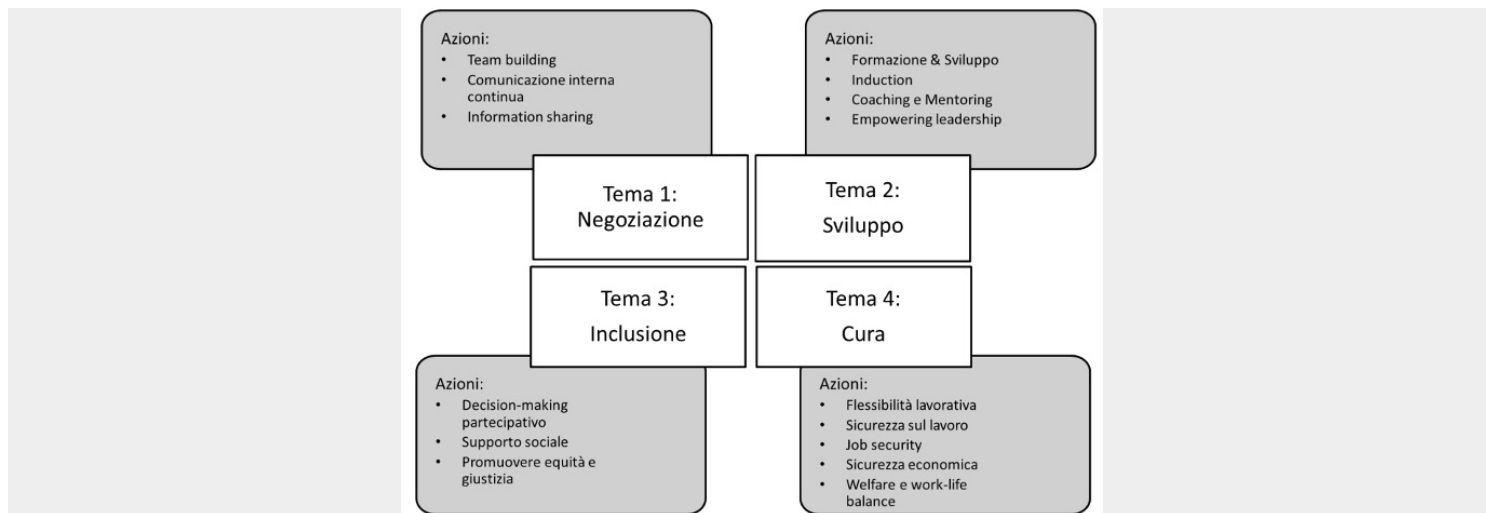 Azioni:
• Team building
• Comunicazione interna
continua
• Information sharing
Azioni:
• Formazione & Sviluppo
• Induction
• Coaching e Mentoring
• Empowering leadership
Tema 1:
Negoziazione
Tema 2:
Sviluppo
Tema 3:
Inclusione
Tema 4:
Cura
Azioni:
• Decision-making
partecipativo
• Supporto sociale
• Promuovere equità e
giustizia
Azioni:
• Flessibilità lavorativa
• Sicurezza sul lavoro
• Job security
• Sicurezza economica
• Welfare e work-life
balance